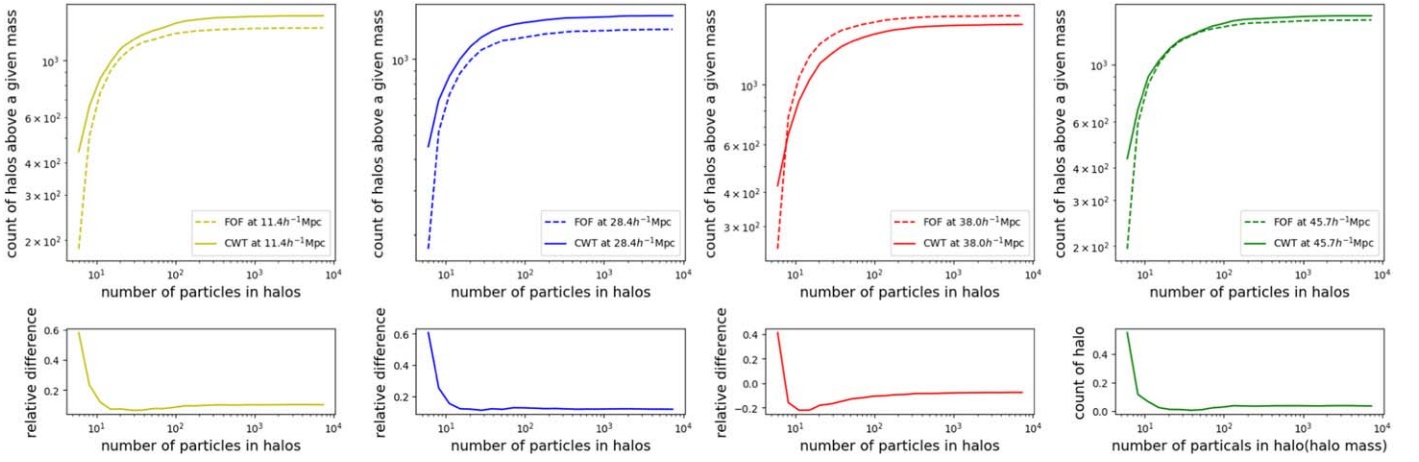 count of halos above a given mass
10³
6 × 10²
4 × 10²
3 × 10²
2 × 10²
FOF at 11.4h⁻¹Mpc
CWT at 11.4h⁻¹Mpc
10¹ 10² 10³ 10⁴
number of particles in halos
count of halos above a given mass
10³
FOF at 28.4h⁻¹Mpc
CWT at 28.4h⁻¹Mpc
10¹ 10² 10³ 10⁴
number of particles in halos
count of halos above a given mass
10³
6 × 10²
4 × 10²
3 × 10²
FOF at 38.0h⁻¹Mpc
CWT at 38.0h⁻¹Mpc
10¹ 10² 10³ 10⁴
number of particles in halos
count of halos above a given mass
10³
6 × 10²
4 × 10²
3 × 10²
2 × 10²
FOF at 45.7h⁻¹Mpc
CWT at 45.7h⁻¹Mpc
10¹ 10² 10³ 10⁴
number of particles in halos
relative difference
0.6
0.4
0.2
10¹ 10² 10³ 10⁴
number of particles in halos
relative difference
0.6
0.4
0.2
10¹ 10² 10³ 10⁴
number of particles in halos
relative difference
0.4
0.2
0.0
−0.2
10¹ 10² 10³ 10⁴
number of particles in halos
count of halo
0.4
0.2
0.0
10¹ 10² 10³ 10⁴
number of particals in halo(halo mass)